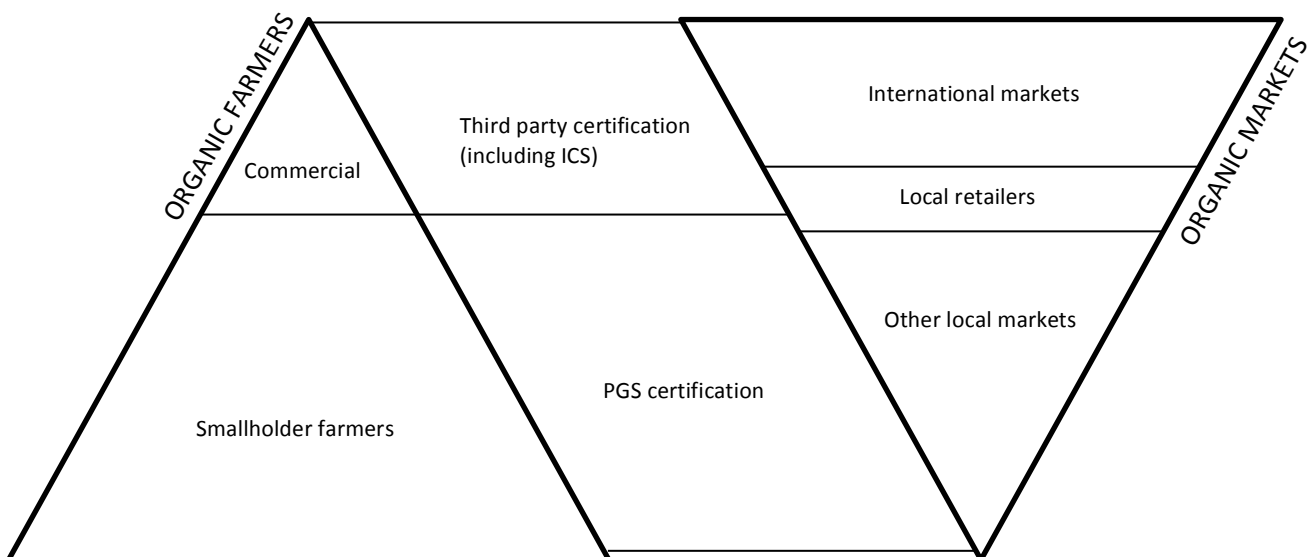 ORGANIC FARMERS
Commercial
Smallholder farmers
Third party certification
(including ICS)
PGS certification
International markets
Local retailers
Other local markets
ORGANIC MARKETS